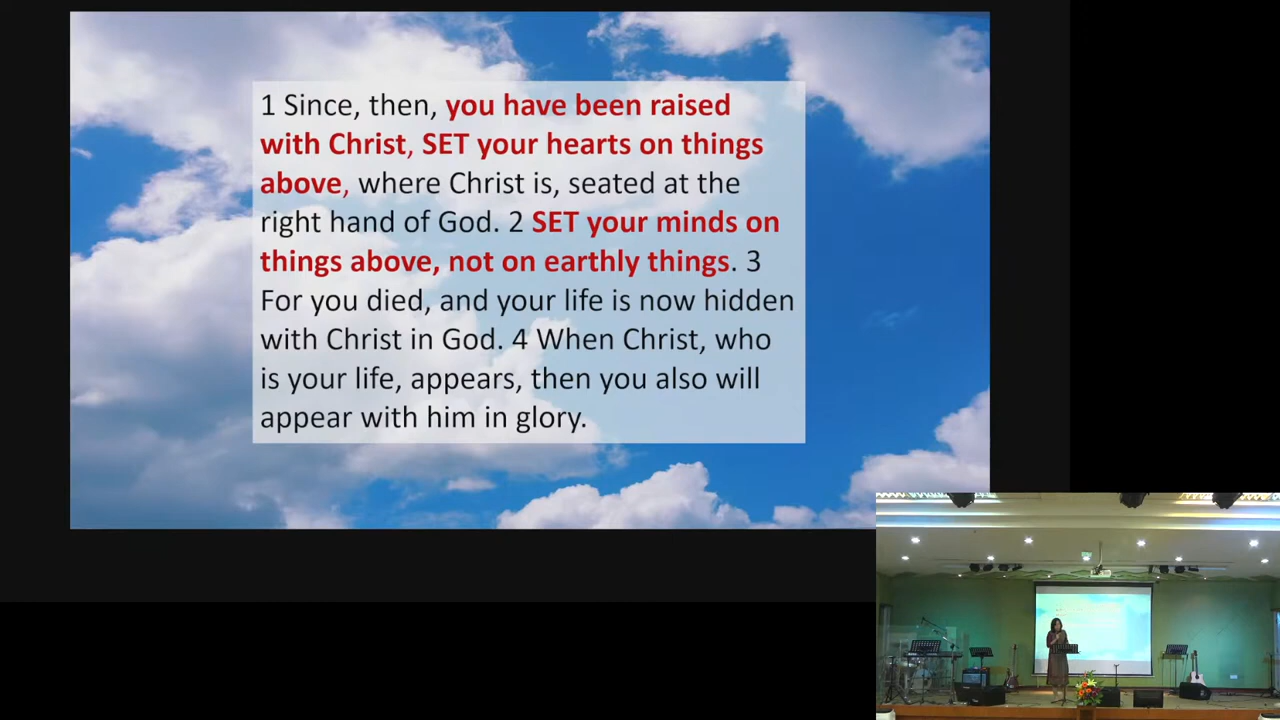 1 Since, then, you have been raised
with Christ, SET your hearts on things
above, where Christ is, seated at the
right hand of God. 2 SET your minds on
things above, not on earthly things. 3
For you died, and your life is now hidden
with Christ in God. 4 When Christ, who
is your life, appears, then you also will
appear with him in glory.